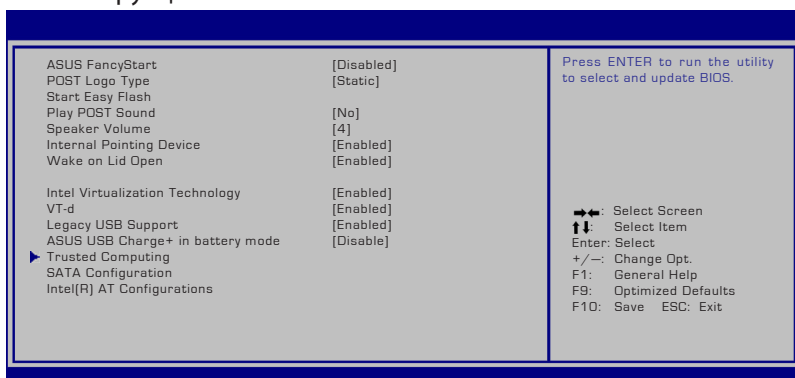 ASUS FancyStart [Disabled]
POST Logo Type [Static]
Start Easy Flash
Play POST Sound [No]
Speaker Volume [4]
Internal Pointing Device [Enabled]
Wake on Lid Open [Enabled]
Intel Virtualization Technology [Enabled]
VT-d [Enabled]
Legacy USB Support [Enabled]
ASUS USB Charge+ in battery mode [Disable]
Trusted Computing
SATA Configuration
Intel(R) AT Configurations
Press ENTER to run the utility
to select and update BIOS.
→←: Select Screen
↑↓: Select Item
Enter: Select
+/—: Change Opt.
F1: General Help
F9: Optimized Defaults
F10: Save ESC: Exit